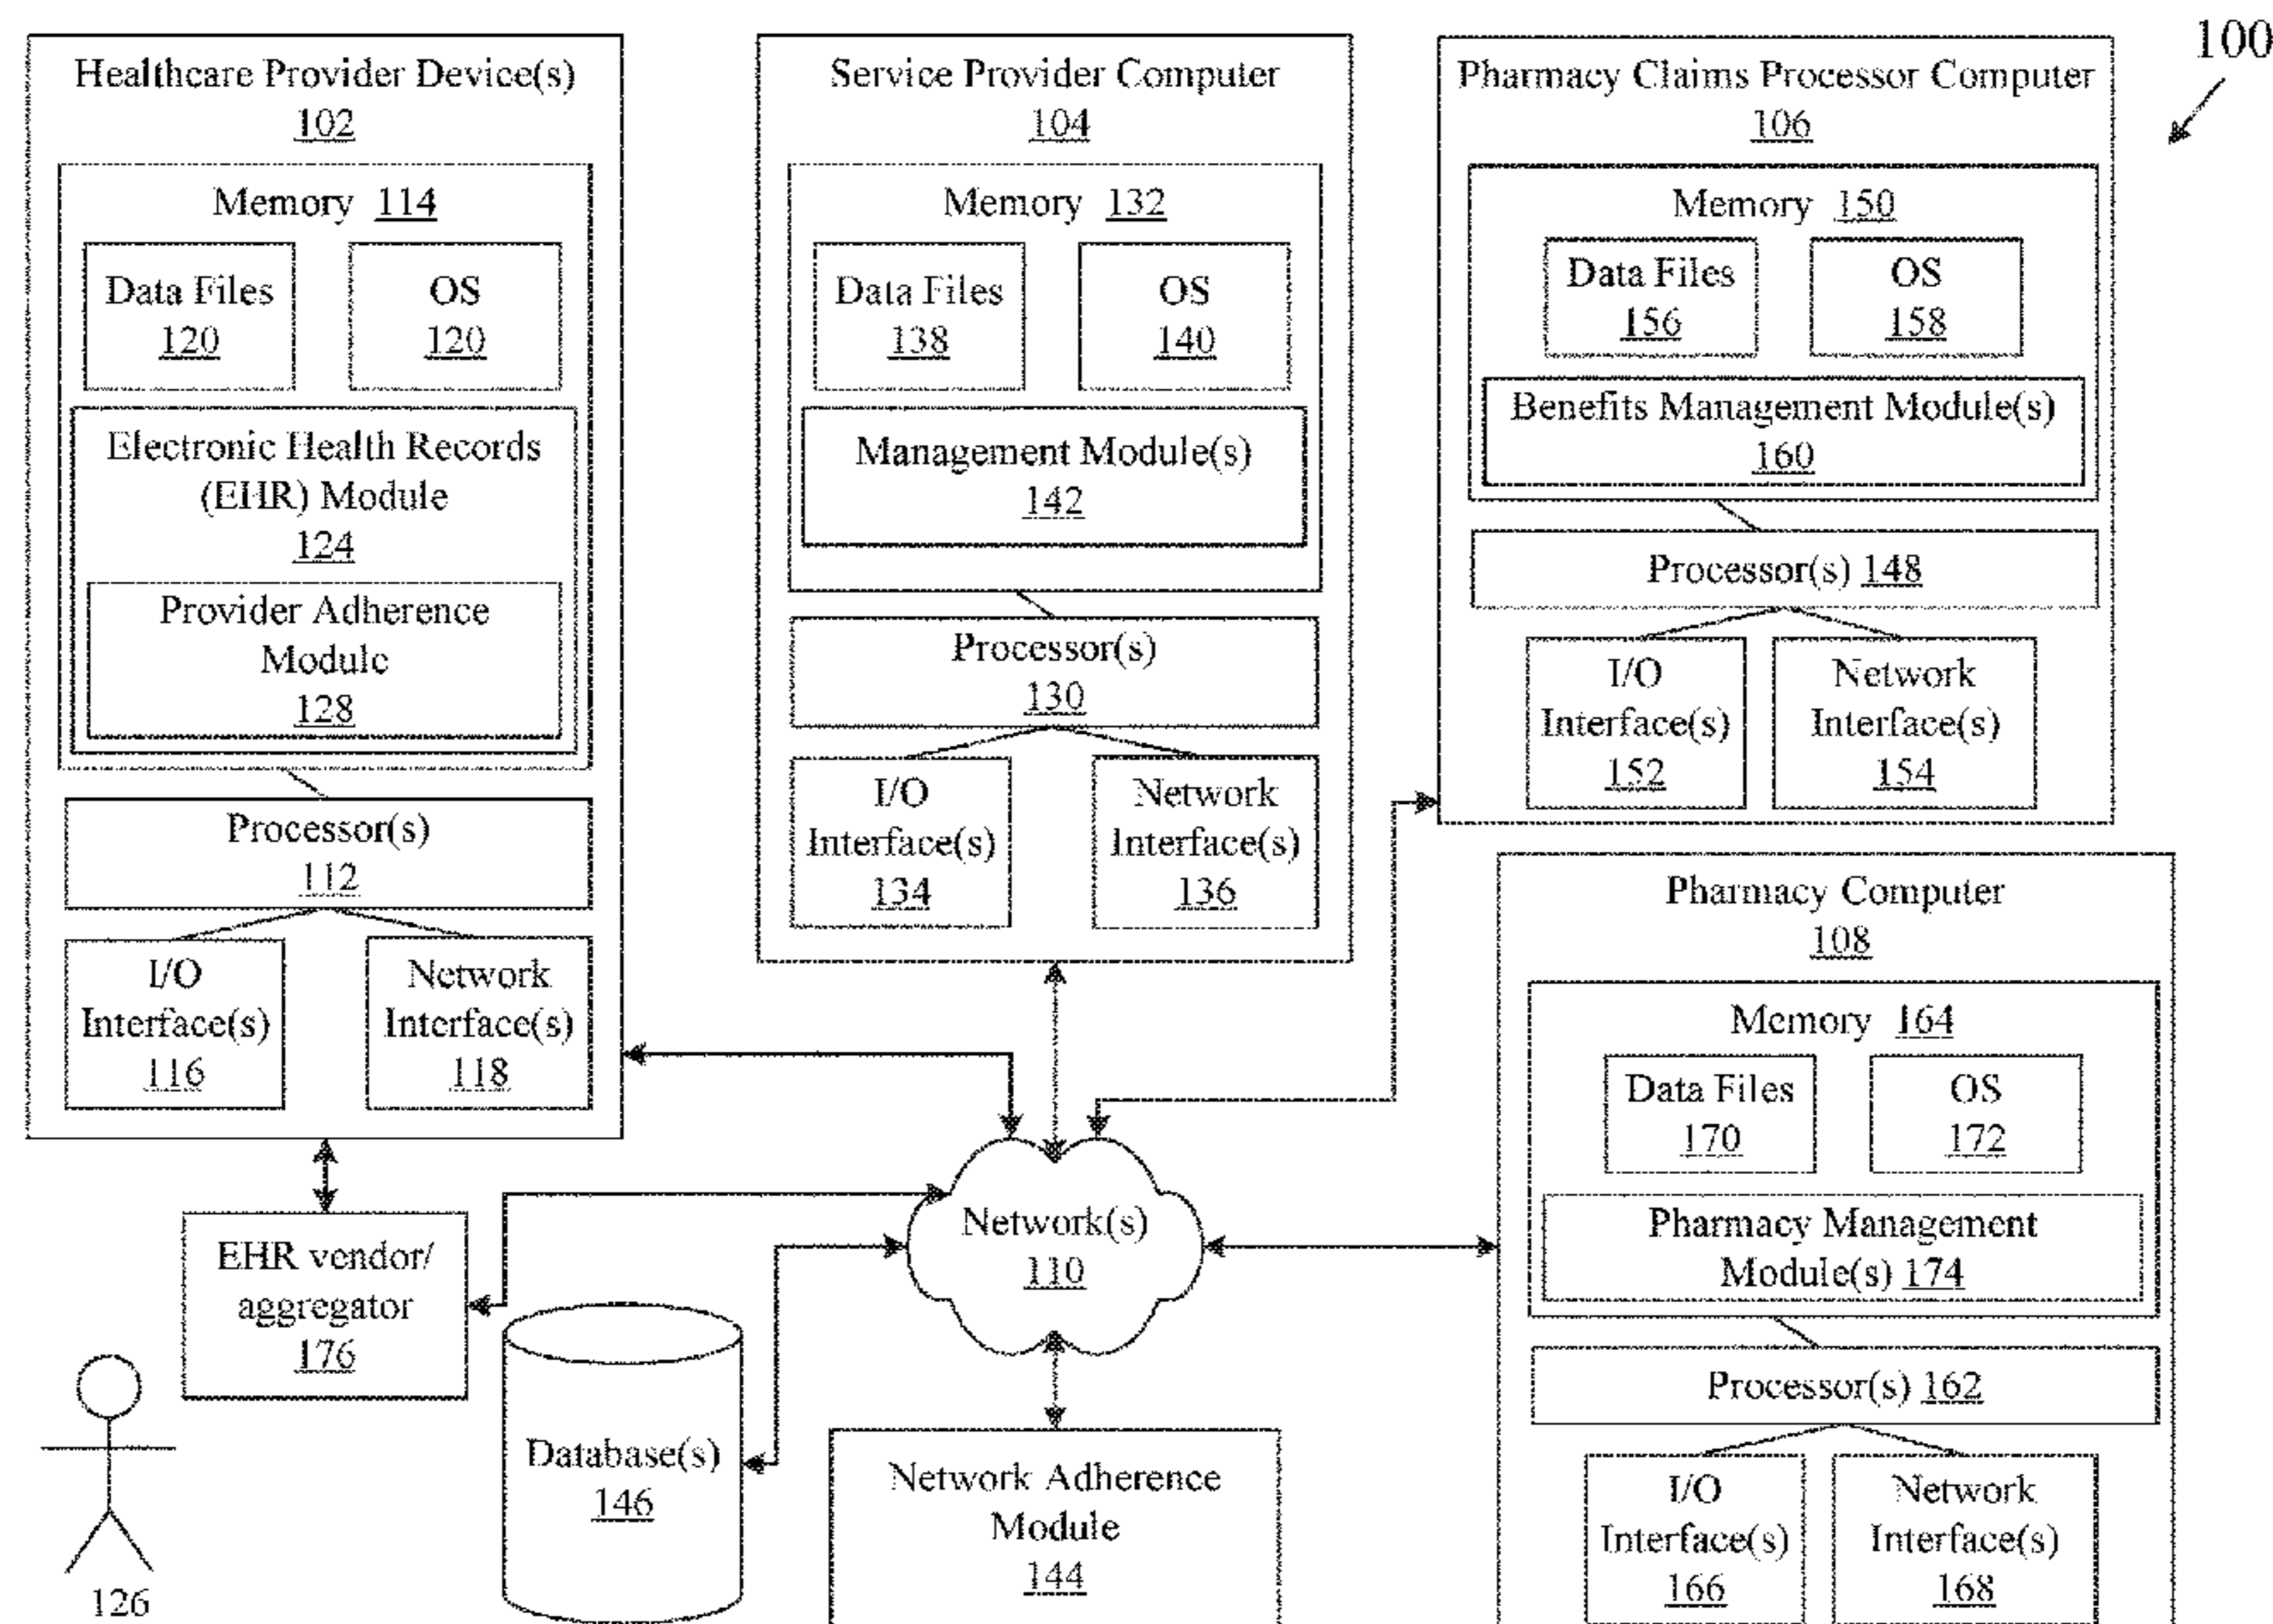 100
Healthcare Provider Device(s)
102
Memory 114
Data Files
120
OS
120
Electronic Health Records
(EHR) Module
124
Provider Adherence
Module
128
Processor(s)
112
I/O
Interface(s)
116
Network
Interface(s)
118
Service Provider Computer
104
Memory 132
Data Files
138
OS
140
Management Module(s)
142
Processor(s)
130
I/O
Interface(s)
134
Network
Interface(s)
136
Pharmacy Claims Processor Computer
106
Memory 150
Data Files
156
OS
158
Benefits Management Module(s)
160
Processor(s) 148
I/O
Interface(s)
152
Network
Interface(s)
154
Pharmacy Computer
108
Memory 164
Data Files
170
OS
172
Pharmacy Management
Module(s) 174
Processor(s) 162
I/O
Interface(s)
166
Network
Interface(s)
168
EHR vendor/
aggregator
176
Network(s)
110
Database(s)
146
Network Adherence
Module
144
126